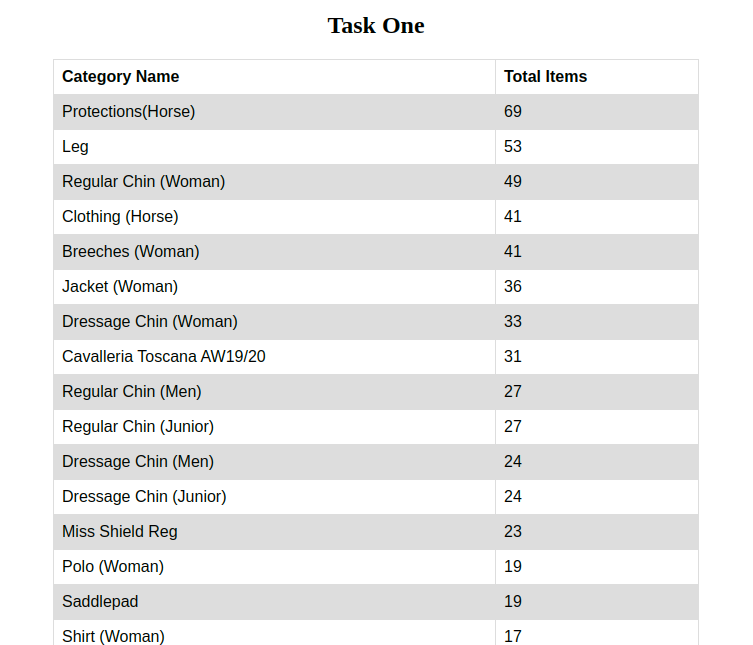 Task One
Category Name Total Items
Protections(Horse) 69
Leg 53
Regular Chin (Woman) 49
Clothing (Horse) 41
Breeches (Woman) 41
Jacket (Woman) 36
Dressage Chin (Woman) 33
Cavalleria Toscana AW19/20 31
Regular Chin (Men) 27
Regular Chin (Junior) 27
Dressage Chin (Men) 24
Dressage Chin (Junior) 24
Miss Shield Reg 23
Polo (Woman) 19
Saddlepad 19
Shirt (Woman) 17